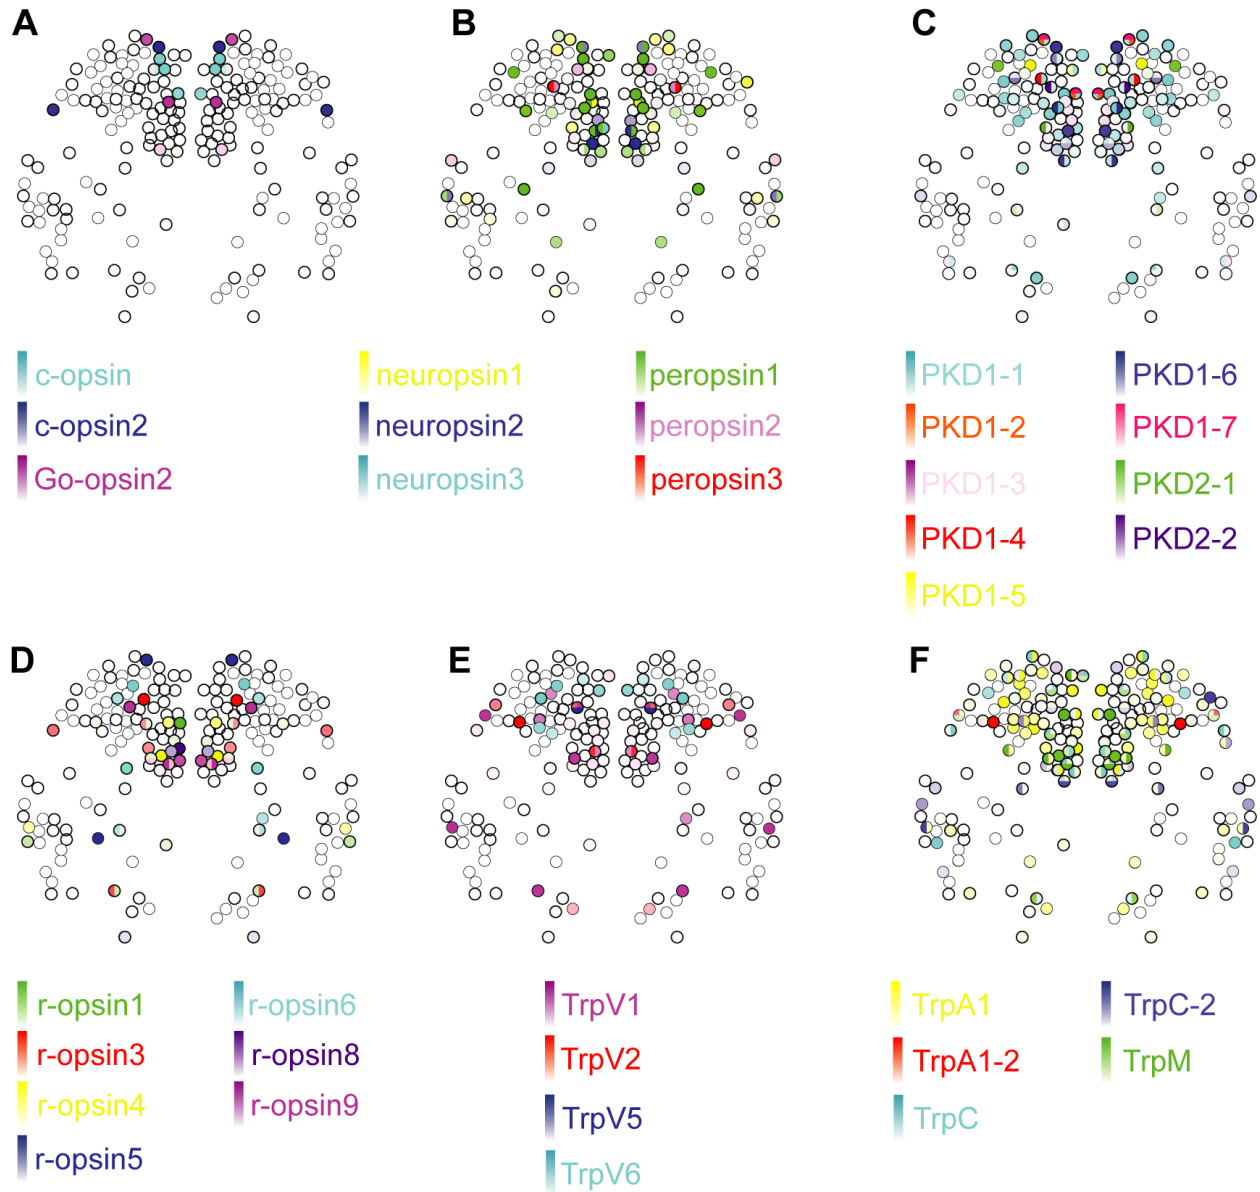 A
B
C
c-opsin
c-opsin2
Go-opsin2
neuropsin1
neuropsin2
neuropsin3
peropsin1
peropsin2
peropsin3
PKD1-1
PKD1-2
PKD1-3
PKD1-4
PKD1-5
PKD1-6
PKD1-7
PKD2-1
PKD2-2
D
E
F
r-opsin1
r-opsin3
r-opsin4
r-opsin5
r-opsin6
r-opsin8
r-opsin9
TrpV1
TrpV2
TrpV5
TrpV6
TrpA1
TrpA1-2
TrpC
TrpC-2
TrpM